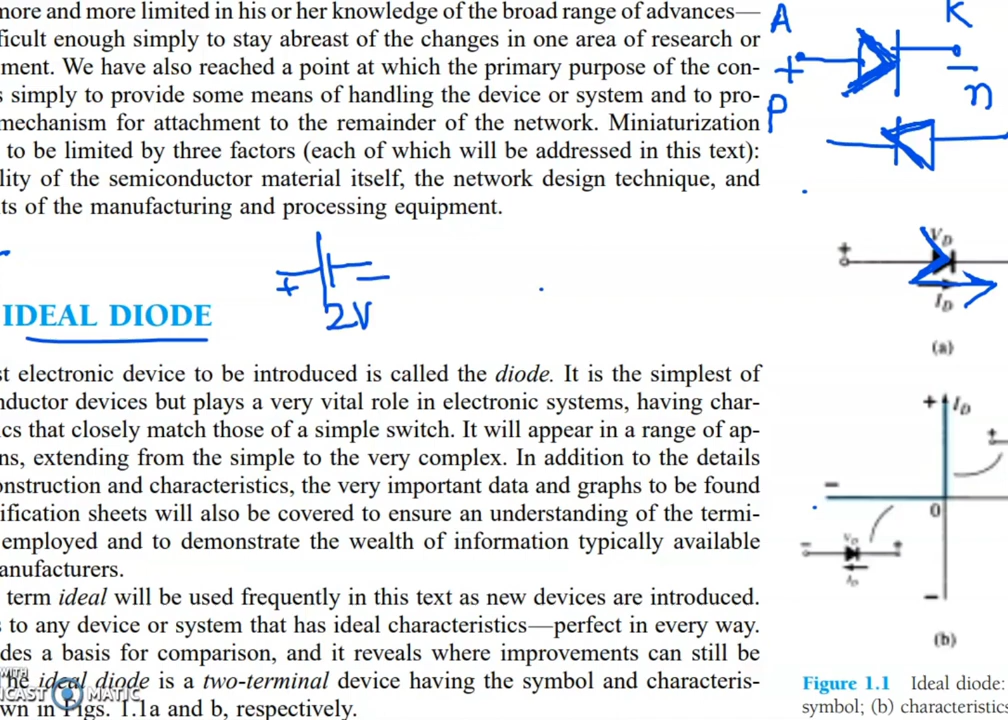 more and more limited in his or her knowledge of the broad range of advances—
ficult enough simply to stay abreast of the changes in one area of research or
ment. We have also reached a point at which the primary purpose of the con-
s simply to provide some means of handling the device or system and to pro-
mechanism for attachment to the remainder of the network. Miniaturization
to be limited by three factors (each of which will be addressed in this text):
lity of the semiconductor material itself, the network design technique, and
ts of the manufacturing and processing equipment.
A K
+ −
P n
+ −
2V
IDEAL DIODE
+ V_D
I_D
(a)
st electronic device to be introduced is called the diode. It is the simplest of
nductor devices but plays a very vital role in electronic systems, having char-
cs that closely match those of a simple switch. It will appear in a range of ap-
ns, extending from the simple to the very complex. In addition to the details
onstruction and characteristics, the very important data and graphs to be found
ification sheets will also be covered to ensure an understanding of the termi-
employed and to demonstrate the wealth of information typically available
anufacturers.
+ I_D
+
−
0
− V_D +
I_D
−
(b)
term ideal will be used frequently in this text as new devices are introduced.
s to any device or system that has ideal characteristics—perfect in every way.
des a basis for comparison, and it reveals where improvements can still be
The ideal diode is a two-terminal device having the symbol and characteris-
wn in Figs. 1.1a and b, respectively.
WITH
CAST MATIC
Figure 1.1 Ideal diode:
symbol; (b) characteristic